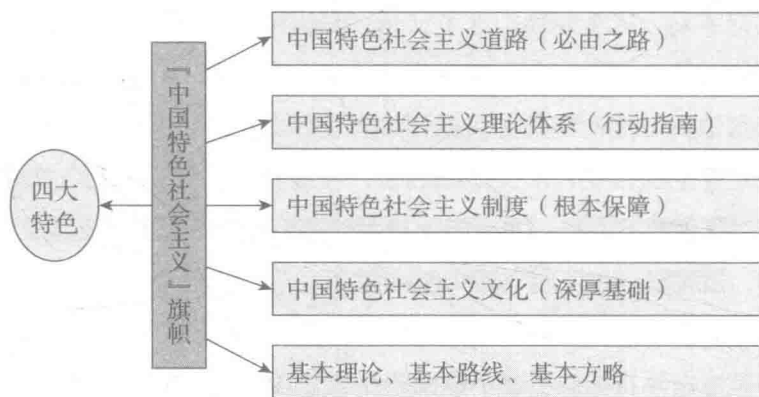 四大
特色
『中国特色社会主义』旗帜
中国特色社会主义道路（必由之路）
中国特色社会主义理论体系（行动指南）
中国特色社会主义制度（根本保障）
中国特色社会主义文化（深厚基础）
基本理论、基本路线、基本方略